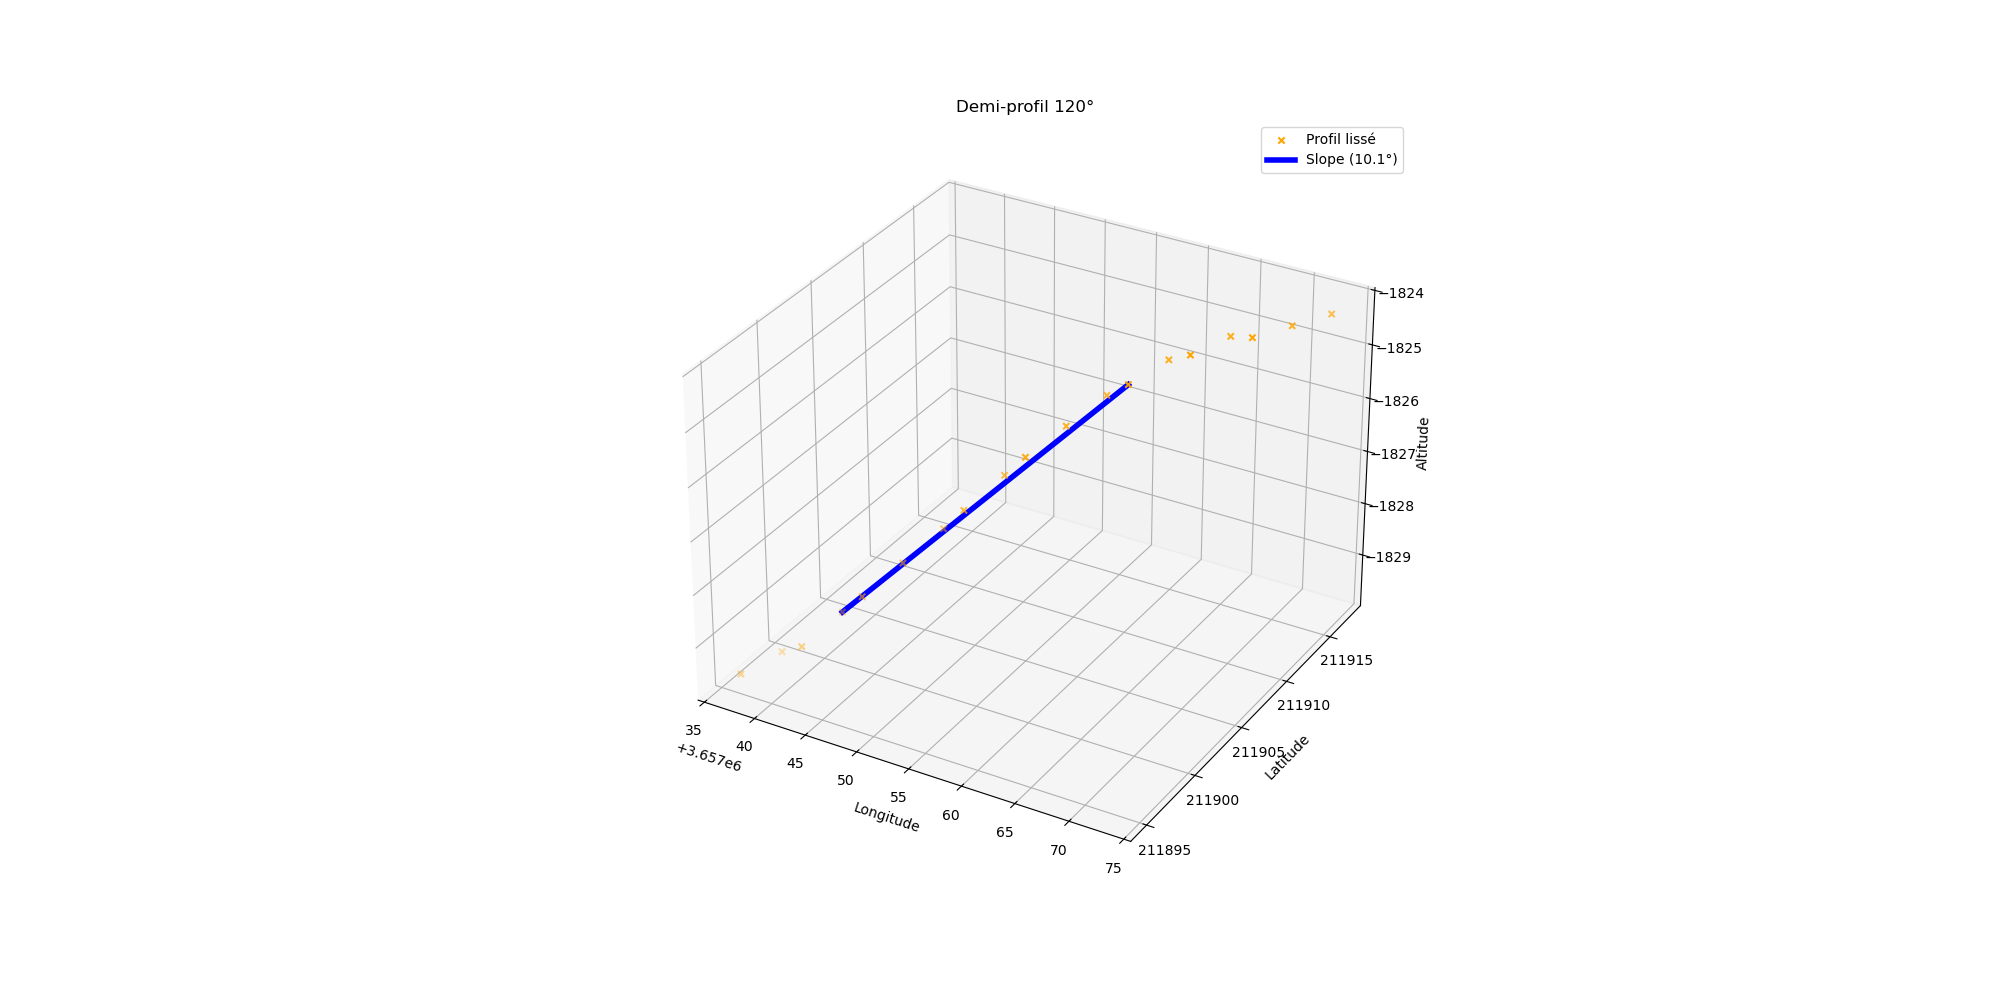 Demi-profil 120°
Profil lissé
Slope (10.1°)
−1824
−1825
−1826
−1827
−1828
−1829
Altitude
211915
211910
211905
211900
211895
Latitude
35
40
45
50
55
60
65
70
75
+3.657e6
Longitude